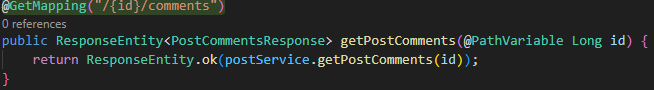 @GetMapping("/{id}/comments")
0 references
public ResponseEntity<PostCommentsResponse> getPostComments(@PathVariable Long id) {
    return ResponseEntity.ok(postService.getPostComments(id));
}